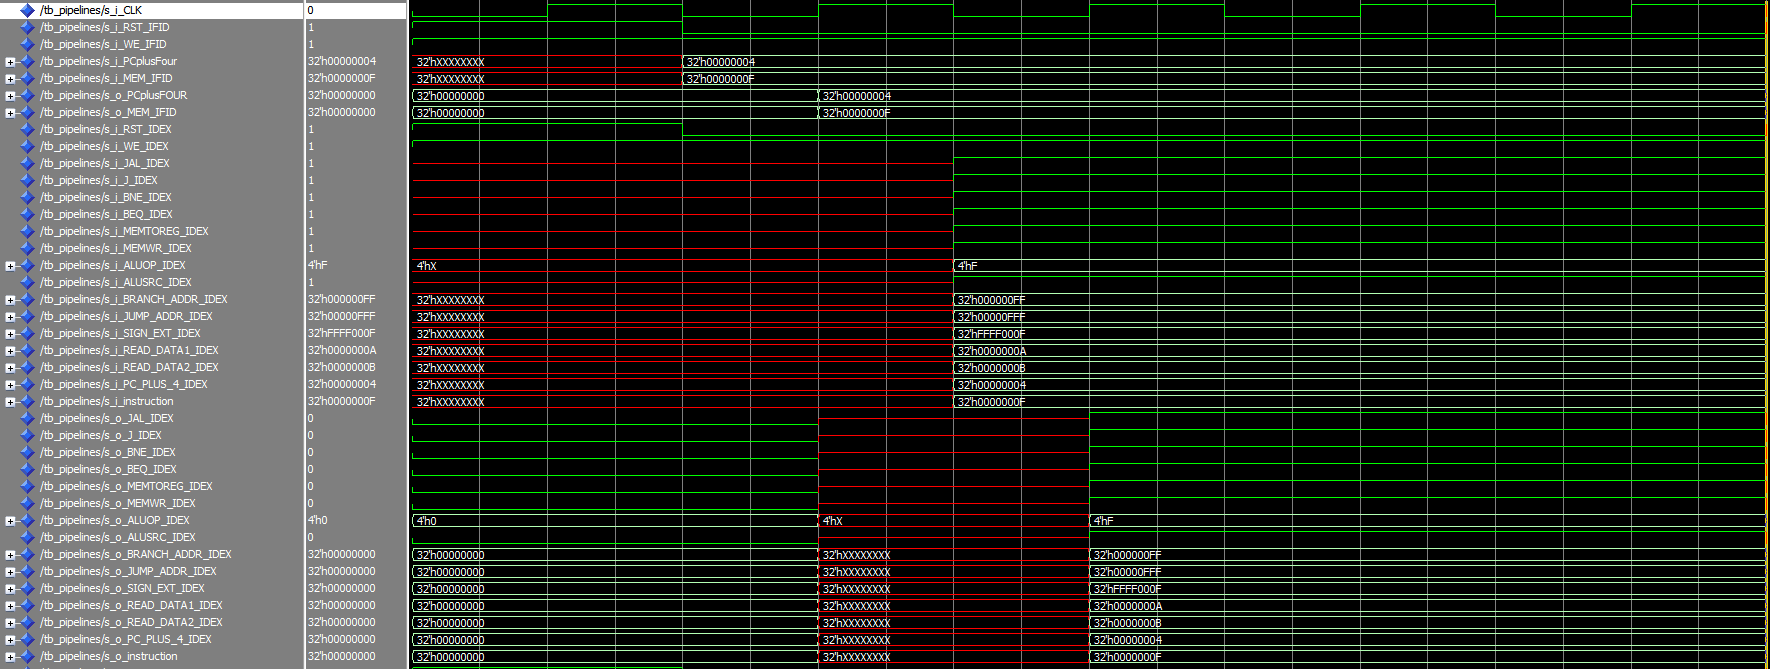 /tb_pipelines/s_i_CLK 0
/tb_pipelines/s_i_RST_IFID 1
/tb_pipelines/s_i_WE_IFID 1
/tb_pipelines/s_i_PCplusFour 32'h00000004 32'hXXXXXXXX 32'h00000004
/tb_pipelines/s_i_MEM_IFID 32'h0000000F 32'hXXXXXXXX 32'h0000000F
/tb_pipelines/s_o_PCplusFOUR 32'h00000000 32'h00000000 32'h00000004
/tb_pipelines/s_o_MEM_IFID 32'h00000000 32'h00000000 32'h0000000F
/tb_pipelines/s_i_RST_IDEX 1
/tb_pipelines/s_i_WE_IDEX 1
/tb_pipelines/s_i_JAL_IDEX 1
/tb_pipelines/s_i_J_IDEX 1
/tb_pipelines/s_i_BNE_IDEX 1
/tb_pipelines/s_i_BEQ_IDEX 1
/tb_pipelines/s_i_MEMTOREG_IDEX 1
/tb_pipelines/s_i_MEMWR_IDEX 1
/tb_pipelines/s_i_ALUOP_IDEX 4'hF 4'hX 4'hF
/tb_pipelines/s_i_ALUSRC_IDEX 1
/tb_pipelines/s_i_BRANCH_ADDR_IDEX 32'h000000FF 32'hXXXXXXXX 32'h000000FF
/tb_pipelines/s_i_JUMP_ADDR_IDEX 32'h00000FFF 32'hXXXXXXXX 32'h00000FFF
/tb_pipelines/s_i_SIGN_EXT_IDEX 32'hFFFF000F 32'hXXXXXXXX 32'hFFFF000F
/tb_pipelines/s_i_READ_DATA1_IDEX 32'h0000000A 32'hXXXXXXXX 32'h0000000A
/tb_pipelines/s_i_READ_DATA2_IDEX 32'h0000000B 32'hXXXXXXXX 32'h0000000B
/tb_pipelines/s_i_PC_PLUS_4_IDEX 32'h00000004 32'hXXXXXXXX 32'h00000004
/tb_pipelines/s_i_instruction 32'h0000000F 32'hXXXXXXXX 32'h0000000F
/tb_pipelines/s_o_JAL_IDEX 0
/tb_pipelines/s_o_J_IDEX 0
/tb_pipelines/s_o_BNE_IDEX 0
/tb_pipelines/s_o_BEQ_IDEX 0
/tb_pipelines/s_o_MEMTOREG_IDEX 0
/tb_pipelines/s_o_MEMWR_IDEX 0
/tb_pipelines/s_o_ALUOP_IDEX 4'h0 4'h0 4'hX 4'hF
/tb_pipelines/s_o_ALUSRC_IDEX 0
/tb_pipelines/s_o_BRANCH_ADDR_IDEX 32'h00000000 32'h00000000 32'hXXXXXXXX 32'h000000FF
/tb_pipelines/s_o_JUMP_ADDR_IDEX 32'h00000000 32'h00000000 32'hXXXXXXXX 32'h00000FFF
/tb_pipelines/s_o_SIGN_EXT_IDEX 32'h00000000 32'h00000000 32'hXXXXXXXX 32'hFFFF000F
/tb_pipelines/s_o_READ_DATA1_IDEX 32'h00000000 32'h00000000 32'hXXXXXXXX 32'h0000000A
/tb_pipelines/s_o_READ_DATA2_IDEX 32'h00000000 32'h00000000 32'hXXXXXXXX 32'h0000000B
/tb_pipelines/s_o_PC_PLUS_4_IDEX 32'h00000000 32'h00000000 32'hXXXXXXXX 32'h00000004
/tb_pipelines/s_o_instruction 32'h00000000 32'h00000000 32'hXXXXXXXX 32'h0000000F